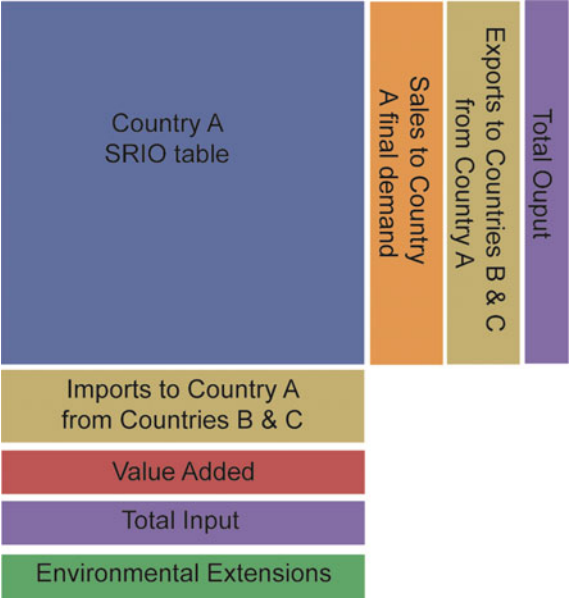 Country A
SRIO table
Sales to Country
A final demand
Exports to Countries B & C
from Country A
Total Ouput
Imports to Country A
from Countries B & C
Value Added
Total Input
Environmental Extensions